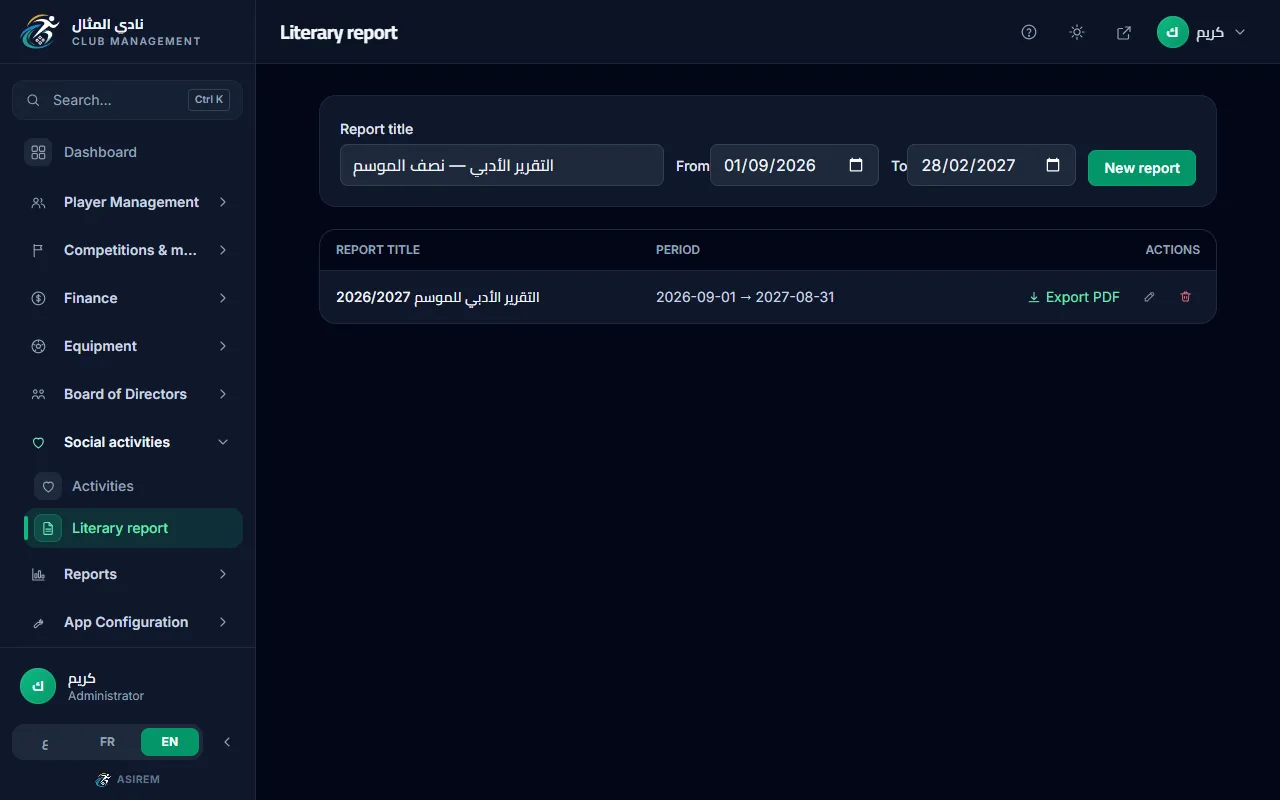 نادي المثال
CLUB MANAGEMENT
Literary report
ك
كريم
Search...
Ctrl K
Dashboard
Player Management
Competitions & m...
Finance
Equipment
Board of Directors
Social activities
Activities
Literary report
Reports
App Configuration
ك
كريم
Administrator
ع
FR
EN
ASIREM
Report title
التقرير الأدبي — نصف الموسم
From
01/09/2026
To
28/02/2027
New report
REPORT TITLE
PERIOD
ACTIONS
التقرير الأدبي للموسم 2026/2027
2026-09-01 → 2027-08-31
Export PDF